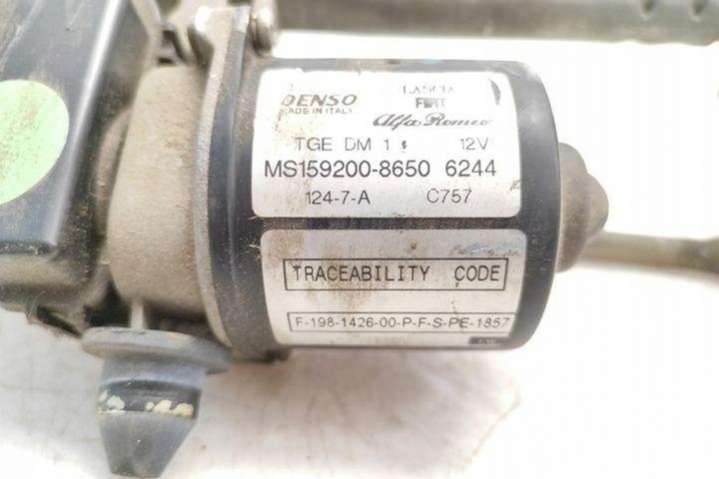 DENSO
MADE IN ITALY
LANCIA
FIAT
Alfa Romeo
TGE DM 1 12V
MS159200-8650 6244
124-7-A C757
TRACEABILITY CODE
F-198-1426-00-P-F-S-PE-1857